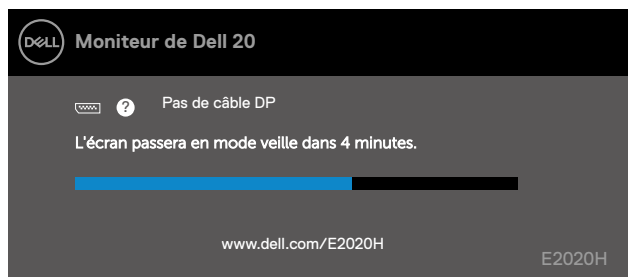 DELL Moniteur de Dell 20
? Pas de câble DP
L'écran passera en mode veille dans 4 minutes.
www.dell.com/E2020H
E2020H